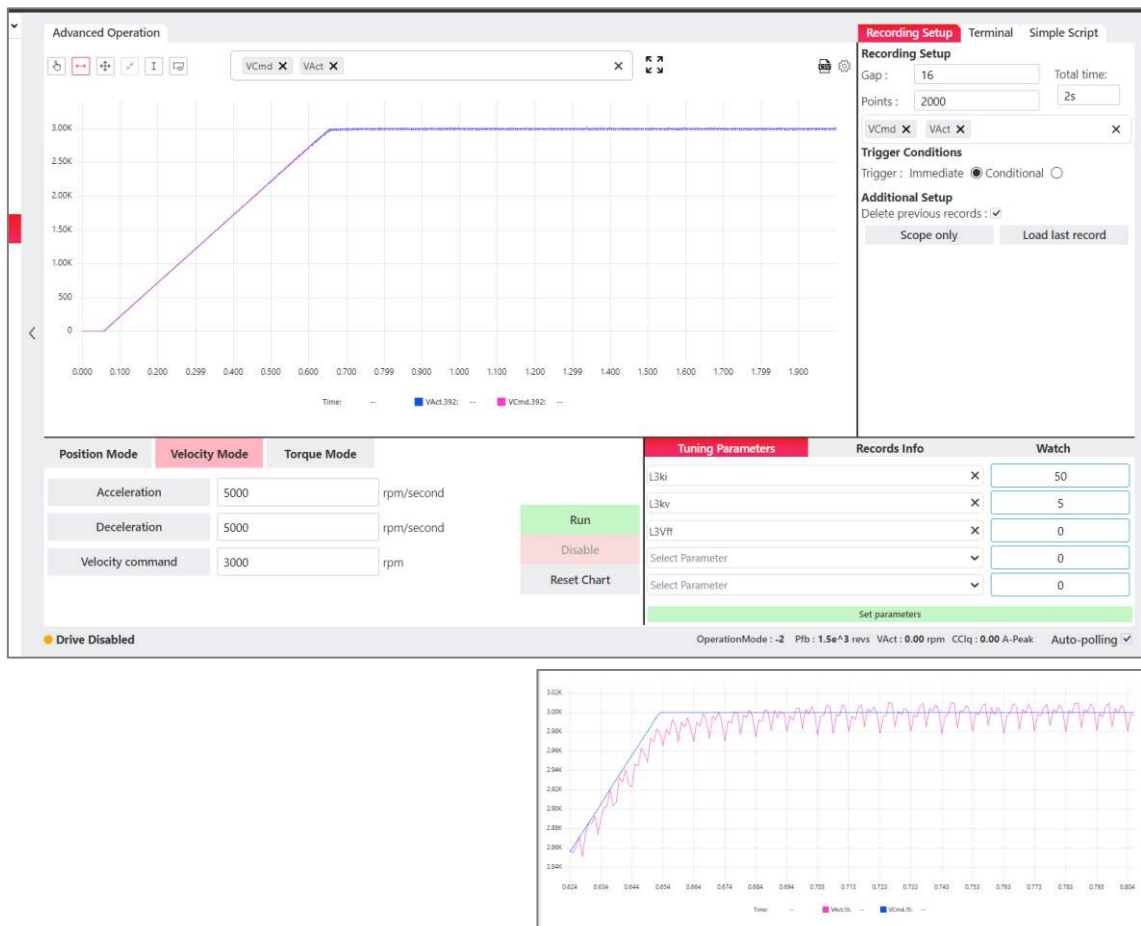 Advanced Operation
Recording Setup Terminal Simple Script
VCmd VAct
CSV
Recording Setup
Gap : 16 Total time:
Points : 2000 2s
VCmd VAct
Trigger Conditions
Trigger : Immediate Conditional
Additional Setup
Delete previous records :
Scope only Load last record
3.00K
2.50K
2.00K
1.50K
1.00K
500
0
0.000 0.100 0.200 0.299 0.400 0.500 0.600 0.700 0.799 0.900 1.000 1.100 1.200 1.299 1.400 1.500 1.600 1.700 1.799 1.900
Time: -- VAct.392: -- VCmd.392: --
Position Mode Velocity Mode Torque Mode
Acceleration 5000 rpm/second
Deceleration 5000 rpm/second
Velocity command 3000 rpm
Run
Disable
Reset Chart
Tuning Parameters Records Info Watch
L3ki 50
L3kv 5
L3Vff 0
Select Parameter 0
Select Parameter 0
Set parameters
Drive Disabled
OperationMode : -2 Pfb : 1.5e^3 revs VAct : 0.00 rpm CCIq : 0.00 A-Peak Auto-polling
3.02K
3.00K
2.98K
2.96K
2.94K
2.92K
2.90K
2.88K
2.86K
2.84K
0.624 0.634 0.644 0.654 0.664 0.674 0.684 0.694 0.703 0.713 0.723 0.733 0.743 0.753 0.763 0.773 0.783 0.793 0.804
Time: -- VAct.15: -- VCmd.15: --